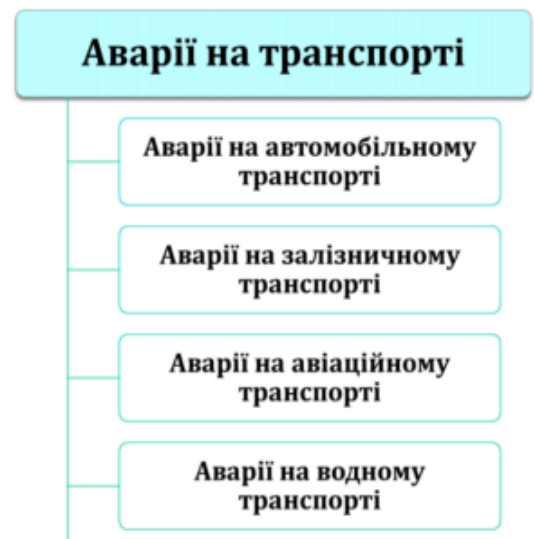 Аварії на транспорті
Аварії на автомобільному
транспорті
Аварії на залізничному
транспорті
Аварії на авіаційному
транспорті
Аварії на водному
транспорті